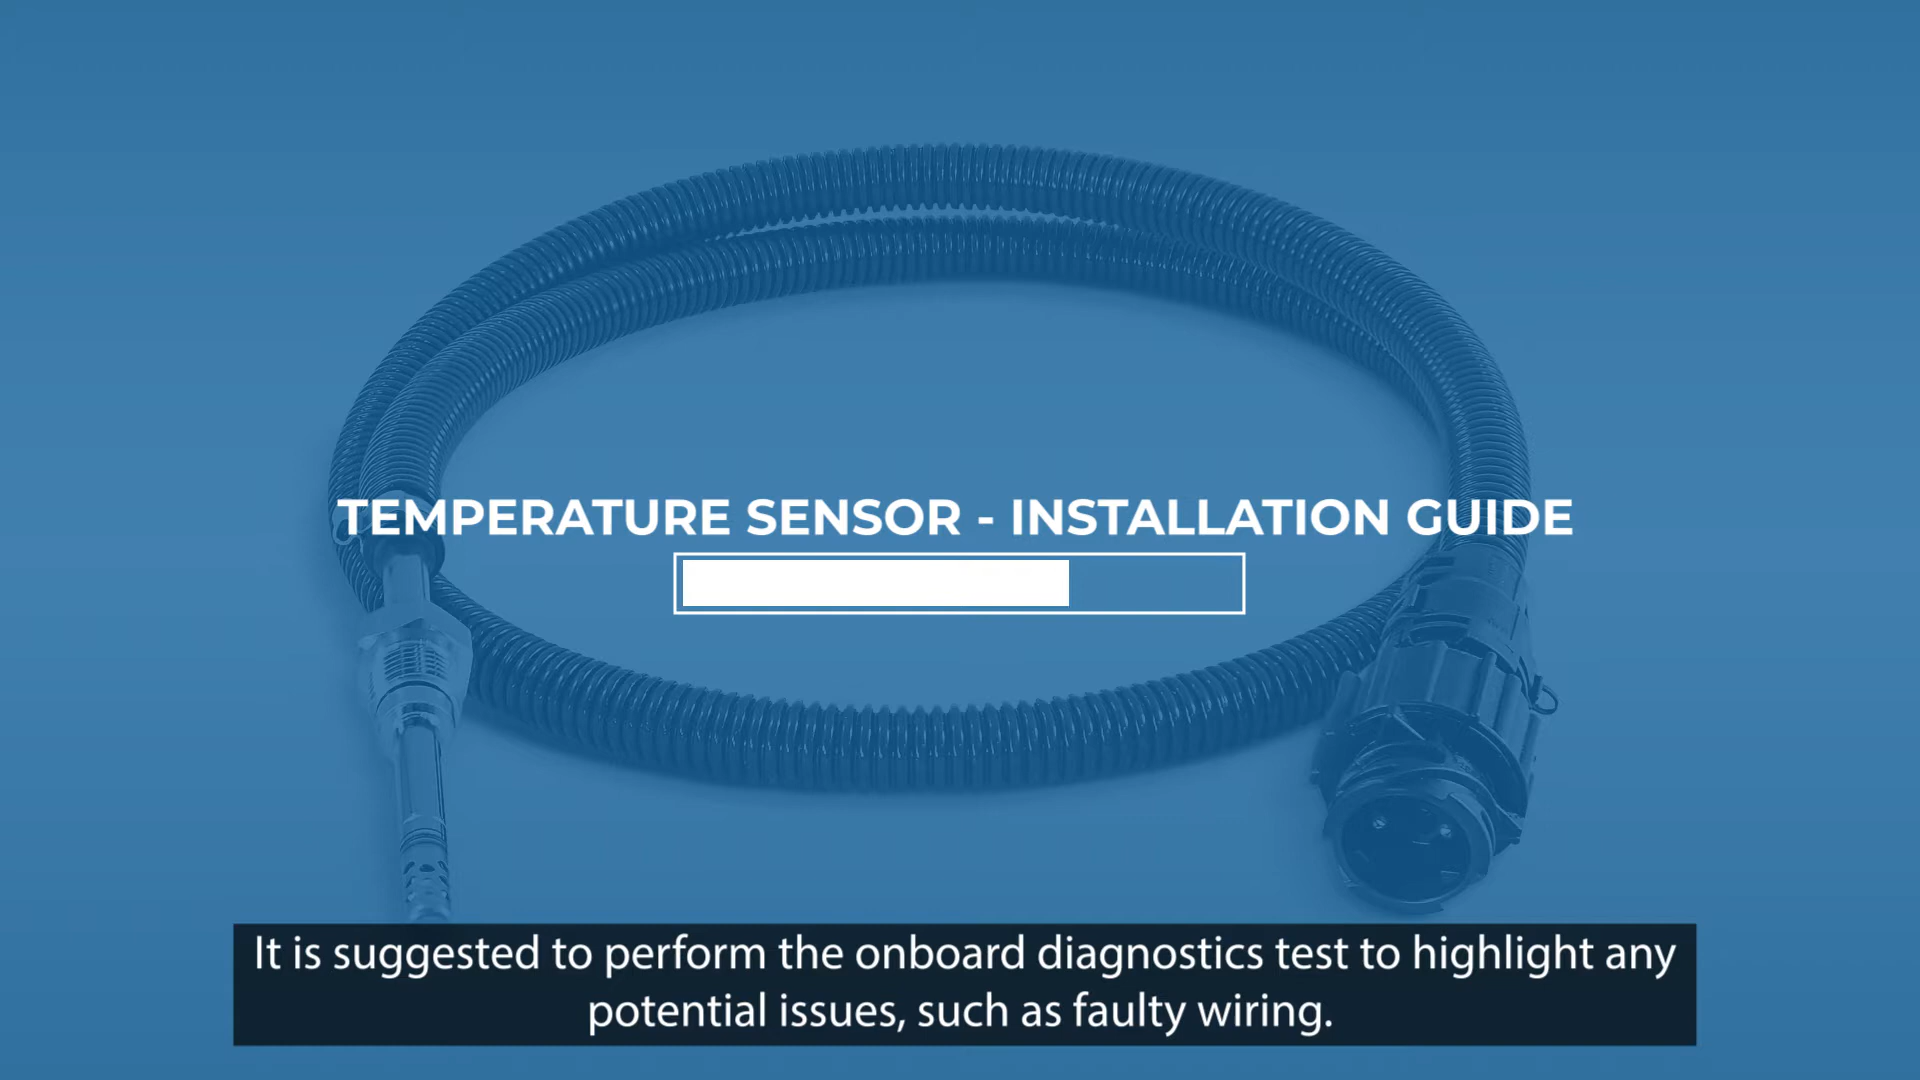 TEMPERATURE SENSOR - INSTALLATION GUIDE
It is suggested to perform the onboard diagnostics test to highlight any
potential issues, such as faulty wiring.